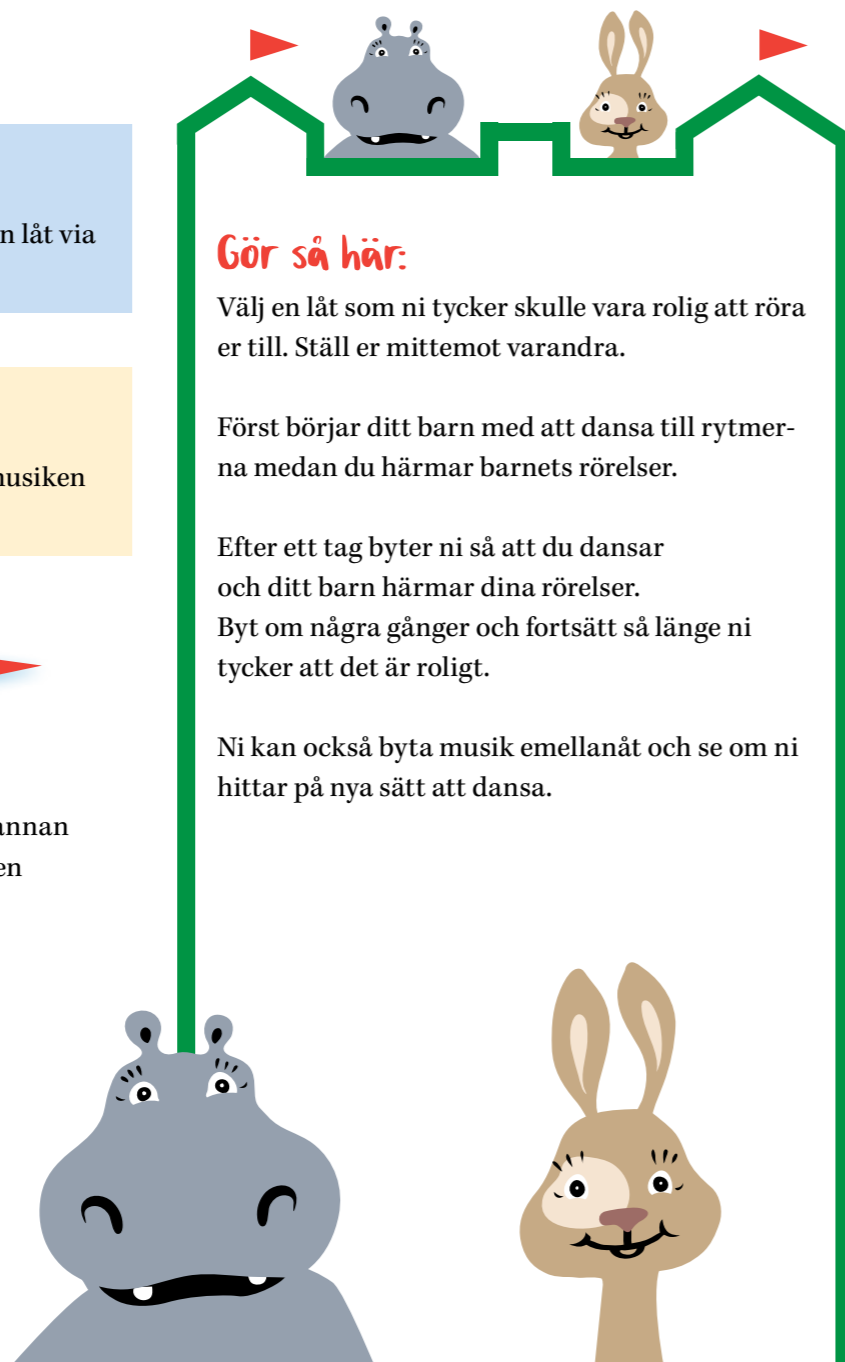 n låt via
musiken
annan
en
Gör så här:
Välj en låt som ni tycker skulle vara rolig att röra
er till. Ställ er mittemot varandra.
Först börjar ditt barn med att dansa till rytmer-
na medan du härmar barnets rörelser.
Efter ett tag byter ni så att du dansar
och ditt barn härmar dina rörelser.
Byt om några gånger och fortsätt så länge ni
tycker att det är roligt.
Ni kan också byta musik emellanåt och se om ni
hittar på nya sätt att dansa.